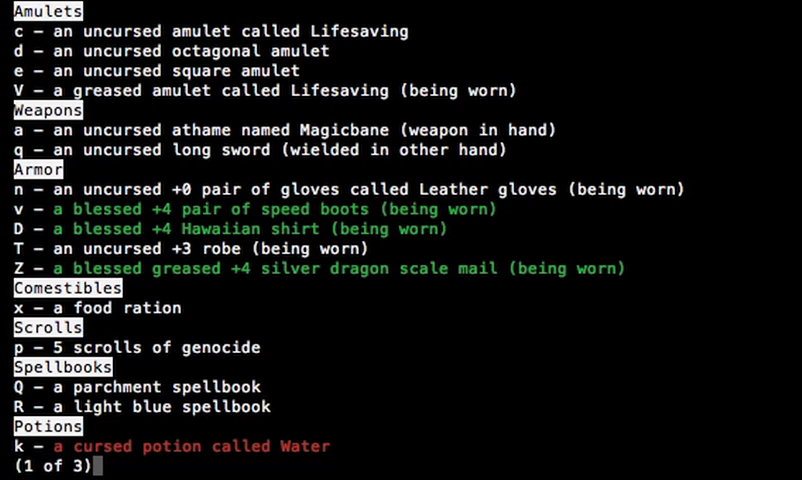 Amulets
c – an uncursed amulet called Lifesaving
d – an uncursed octagonal amulet
e – an uncursed square amulet
V – a greased amulet called Lifesaving (being worn)
Weapons
a – an uncursed athame named Magicbane (weapon in hand)
q – an uncursed long sword (wielded in other hand)
Armor
n – an uncursed +0 pair of gloves called Leather gloves (being worn)
v – a blessed +4 pair of speed boots (being worn)
D – a blessed +4 Hawaiian shirt (being worn)
T – an uncursed +3 robe (being worn)
Z – a blessed greased +4 silver dragon scale mail (being worn)
Comestibles
x – a food ration
Scrolls
p – 5 scrolls of genocide
Spellbooks
Q – a parchment spellbook
R – a light blue spellbook
Potions
k – a cursed potion called Water
(1 of 3)